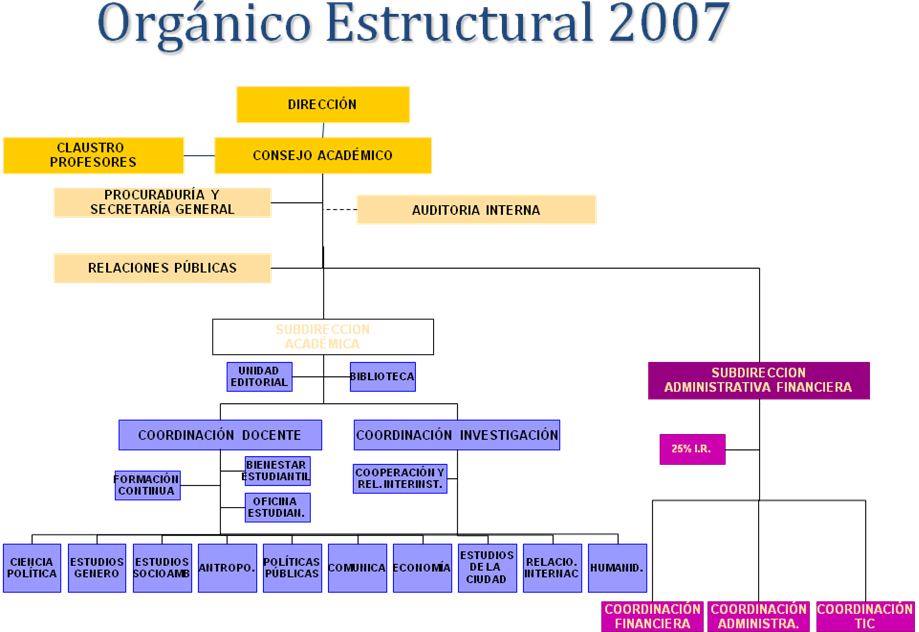 Orgánico Estructural 2007
DIRECCIÓN
CLAUSTRO
PROFESORES
CONSEJO ACADÉMICO
PROCURADURÍA Y
SECRETARÍA GENERAL
AUDITORIA INTERNA
RELACIONES PÚBLICAS
SUBDIRECCION
ACADÉMICA
UNIDAD
EDITORIAL
BIBLIOTECA
SUBDIRECCION
ADMINISTRATIVA FINANCIERA
COORDINACIÓN DOCENTE
COORDINACIÓN INVESTIGACIÓN
25% I.R.
BIENESTAR
ESTUDIANTIL
FORMACIÓN
CONTINUA
COOPERACIÓN Y
REL. INTERINST.
OFICINA
ESTUDIAN.
CIENCIA
POLÍTICA
ESTUDIOS
GENERO
ESTUDIOS
SOCIOAMB
ANTROPO.
POLÍTICAS
PÚBLICAS
COMUNICA
ECONOMÍA
ESTUDIOS
DE LA
CIUDAD
RELACIO.
INTERNAC
HUMANID.
COORDINACIÓN
FINANCIERA
COORDINACIÓN
ADMINISTRA.
COORDINACIÓN
TIC